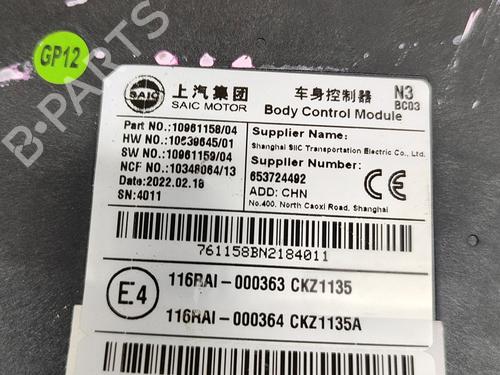 GP12
SAIC
上汽集团
SAIC MOTOR
车身控制器
Body Control Module
N3
BC03
Part NO.:10961158/04
HW NO.:10639645/01
SW NO.:10961159/04
NCF NO.:10348064/13
Date:2022.02.18
SN:4011
Supplier Name:
Shanghai SIIC Transportation Electric Co., Ltd.
Supplier Number:
653724492
ADD: CHN
No.400, North Caoxi Road, Shanghai
CE
761158BN2184011
E4
116RAI-000363 CKZ1135
116RAI-000364 CKZ1135A
B-PARTS